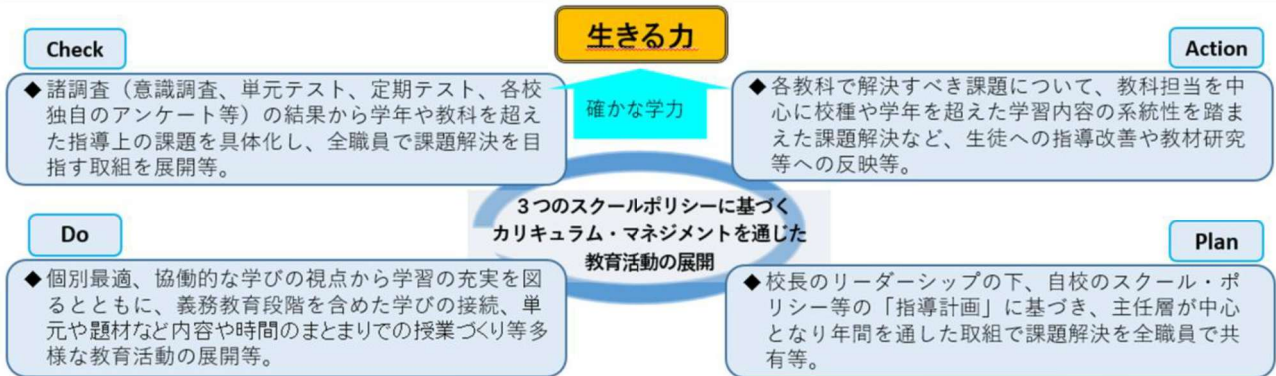 生きる力
確かな学力
Check
◆諸調査（意識調査、単元テスト、定期テスト、各校
独自のアンケート等）の結果から学年や教科を超え
た指導上の課題を具体化し、全職員で課題解決を目
指す取組を展開等。
Action
◆各教科で解決すべき課題について、教科担当を中
心に校種や学年を超えた学習内容の系統性を踏ま
えた課題解決など、生徒への指導改善や教材研究
等への反映等。
３つのスクールポリシーに基づく
カリキュラム・マネジメントを通じた
教育活動の展開
Do
◆個別最適、協働的な学びの視点から学習の充実を図
るとともに、義務教育段階を含めた学びの接続、単
元や題材など内容や時間のまとまりでの授業づくり等多
様な教育活動の展開等。
Plan
◆校長のリーダーシップの下、自校のスクール・ポ
リシー等の「指導計画」に基づき、主任層が中心
となり年間を通した取組で課題解決を全職員で共
有等。